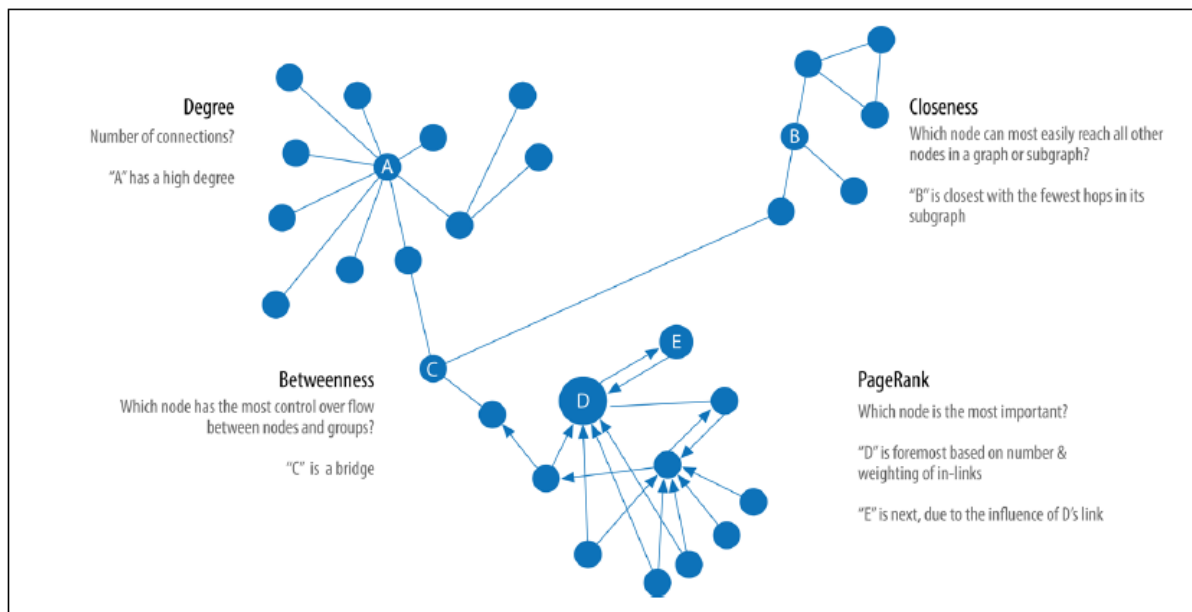 Degree
Number of connections?
“A” has a high degree
A
B
Closeness
Which node can most easily reach all other
nodes in a graph or subgraph?
“B” is closest with the fewest hops in its
subgraph
Betweenness
Which node has the most control over flow
between nodes and groups?
“C” is a bridge
C
D
E
PageRank
Which node is the most important?
“D” is foremost based on number &
weighting of in-links
“E” is next, due to the influence of D’s link